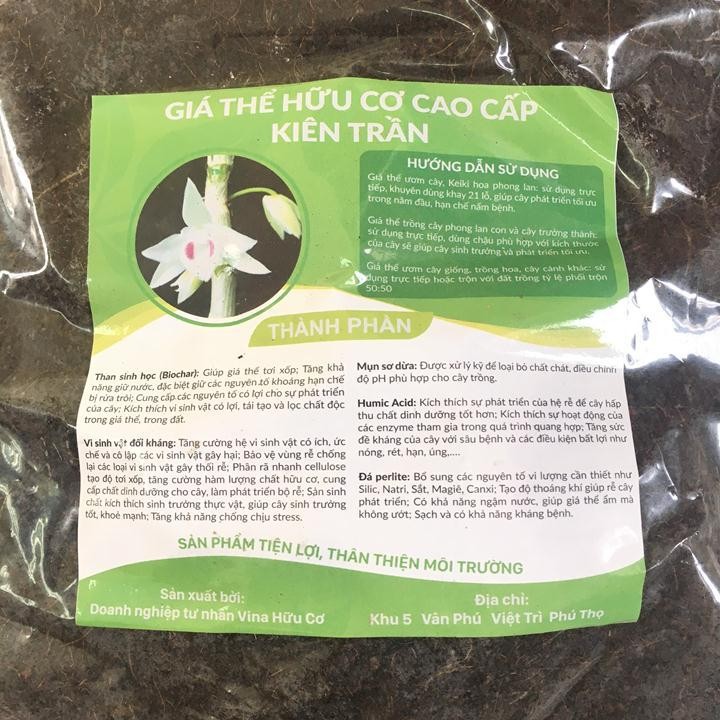 GIÁ THỂ HỮU CƠ CAO CẤP
KIÊN TRẦN
HƯỚNG DẪN SỬ DỤNG
Giá thể ươm cây, Keiki hoa phong lan: sử dụng trực
tiếp, khuyên dùng khay 21 lỗ, giúp cây phát triển tối ưu
trong năm đầu, hạn chế nấm bệnh.
Giá thể trồng cây phong lan con và cây trưởng thành:
sử dụng trực tiếp, dùng chậu phù hợp với kích thước
của cây sẽ giúp cây sinh trưởng và phát triển tối ưu.
Giá thể ươm cây giống, trồng hoa, cây cảnh khác: sử
dụng trực tiếp hoặc trộn với đất trồng tỷ lệ phối trộn
50:50
THÀNH PHẦN
Than sinh học (Biochar): Giúp giá thể tơi xốp; Tăng khả
năng giữ nước, đặc biệt giữ các nguyên tố khoáng hạn chế
bị rửa trôi; Cung cấp các nguyên tố có lợi cho sự phát triển
của cây; Kích thích vi sinh vật có lợi, tái tạo và lọc chất độc
trong giá thể, trong đất.
Vi sinh vật đối kháng: Tăng cường hệ vi sinh vật có ích, ức
chế và cô lập các vi sinh vật gây hại; Bảo vệ vùng rễ chống
lại các loại vi sinh vật gây thối rễ; Phân rã nhanh cellulose
tạo độ tơi xốp, tăng cường hàm lượng chất hữu cơ, cung
cấp chất dinh dưỡng cho cây, làm phát triển bộ rễ; Sản sinh
chất kích thích sinh trưởng thực vật, giúp cây sinh trưởng
tốt, khoẻ mạnh; Tăng khả năng chống chịu stress.
Mụn sơ dừa: Được xử lý kỹ để loại bỏ chất chát, điều chỉnh
độ pH phù hợp cho cây trồng.
Humic Acid: Kích thích sự phát triển của hệ rễ để cây hấp
thu chất dinh dưỡng tốt hơn; Kích thích sự hoạt động của
các enzyme tham gia trong quá trình quang hợp; Tăng sức
đề kháng của cây với sâu bệnh và các điều kiện bất lợi như
nóng, rét, hạn, úng,....
Đá perlite: Bổ sung các nguyên tố vi lượng cần thiết như
Silic, Natri, Sắt, Magiê, Canxi; Tạo độ thoáng khí giúp rễ cây
phát triển; Có khả năng ngậm nước, giúp giá thể ẩm mà
không ướt; Sạch và có khả năng kháng bệnh.
SẢN PHẨM TIỆN LỢI, THÂN THIỆN MÔI TRƯỜNG
Sản xuất bởi:
Doanh nghiệp tư nhân Vina Hữu Cơ
Địa chỉ:
Khu 5 Vân Phú Việt Trì Phú Thọ